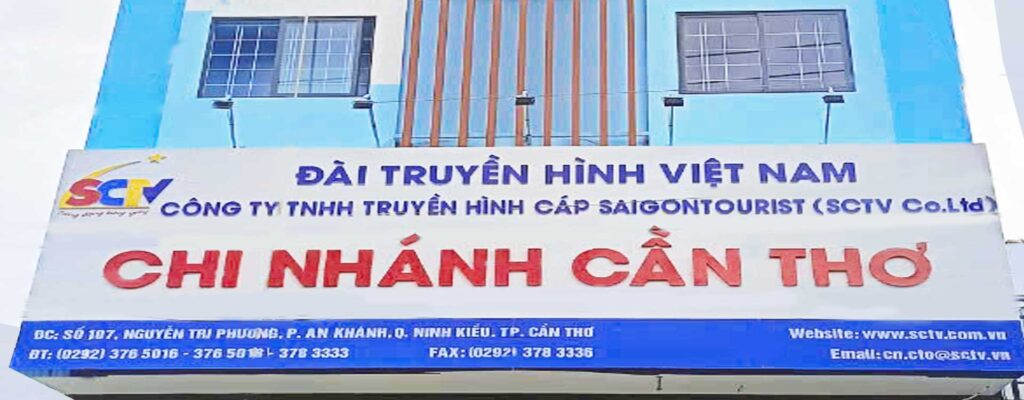 SCTV
ĐÀI TRUYỀN HÌNH VIỆT NAM
CÔNG TY TNHH TRUYỀN HÌNH CÁP SAIGONTOURIST (SCTV Co.Ltd)
CHI NHÁNH CẦN THƠ
ĐC: SỐ 107, NGUYỄN TRI PHƯƠNG, P. AN KHÁNH, Q. NINH KIỀU, TP. CẦN THƠ
ĐT: (0292) 376 5016 - 376 - 378 3333 FAX: (0292) 378 3336
Website: www.sctv.com.vn
Email: cn.cto@sctv.vn